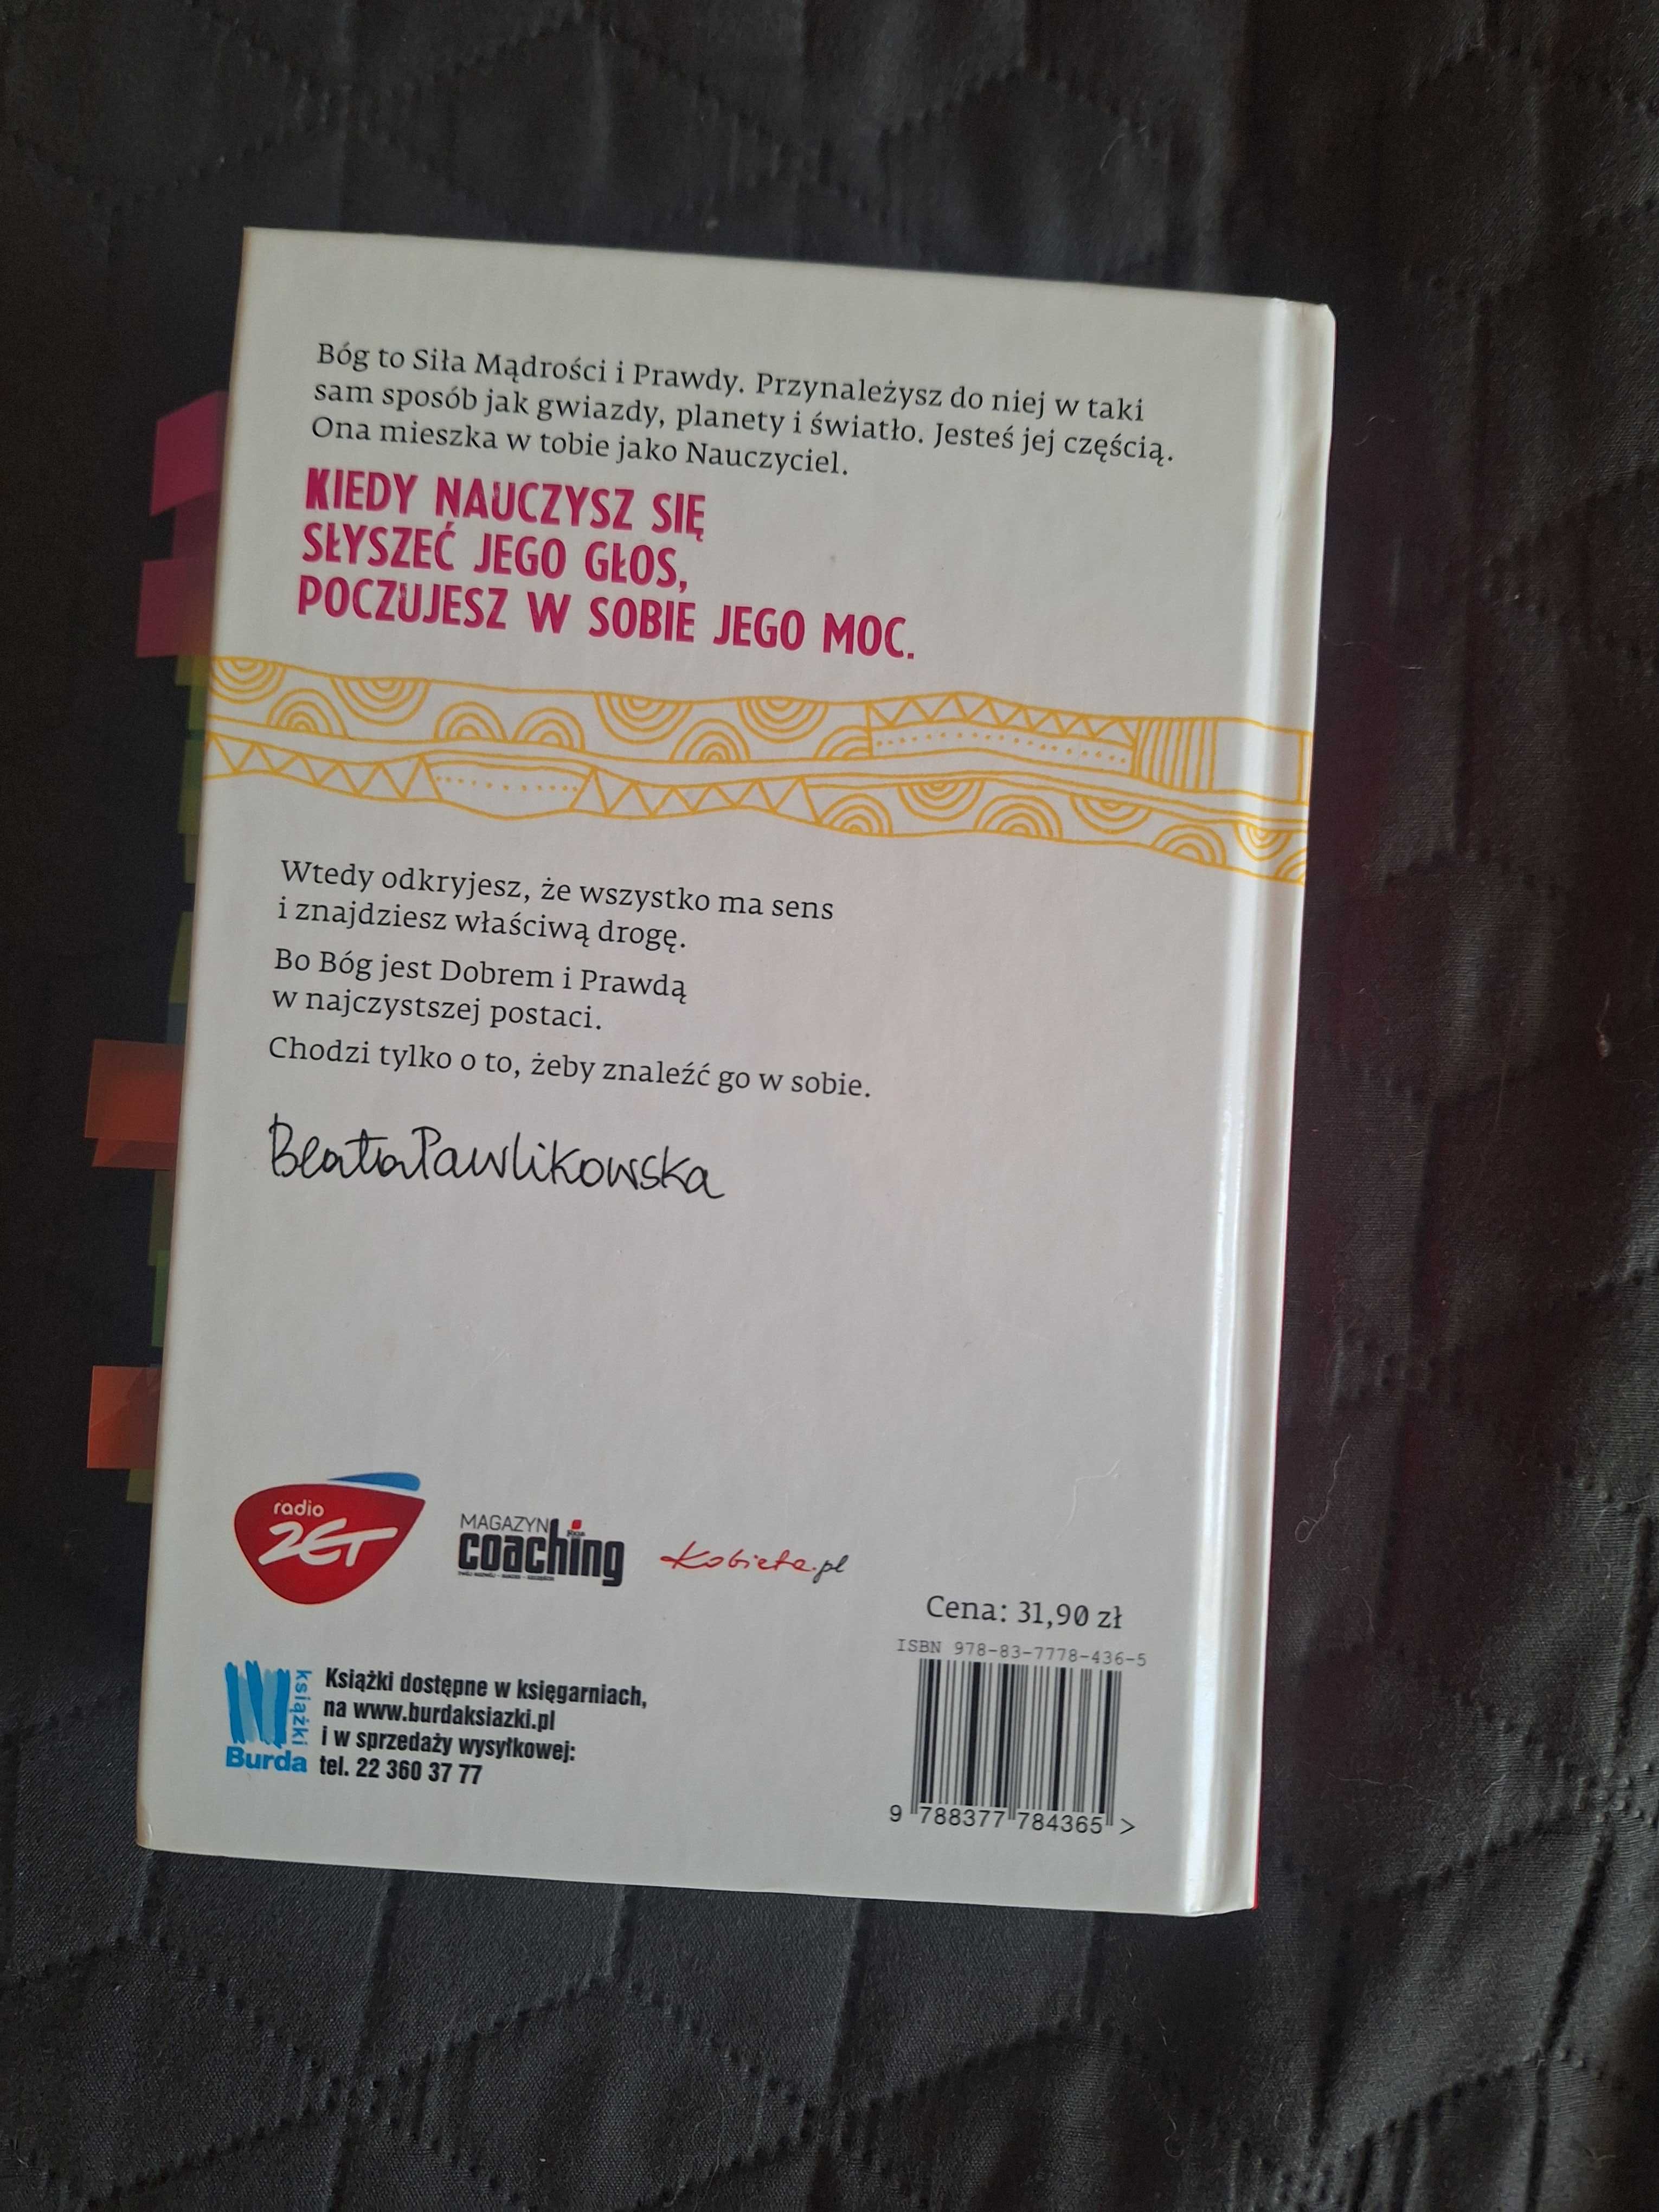 Bóg to Siła Mądrości i Prawdy. Przynależysz do niej w taki
sam sposób jak gwiazdy, planety i światło. Jesteś jej częścią.
Ona mieszka w tobie jako Nauczyciel.
KIEDY NAUCZYSZ SIĘ
SŁYSZEĆ JEGO GŁOS,
POCZUJESZ W SOBIE JEGO MOC.
Wtedy odkryjesz, że wszystko ma sens
i znajdziesz właściwą drogę.
Bo Bóg jest Dobrem i Prawdą
w najczystszej postaci.
Chodzi tylko o to, żeby znaleźć go w sobie.
Beata Pawlikowska
radio
ZET
MAGAZYN
coaching
Kobieta.pl
Cena: 31,90 zł
ISBN 978-83-7778-436-5
9 788377 784365 >
książki
Burda
Książki dostępne w księgarniach,
na www.burdaksiazki.pl
i w sprzedaży wysyłkowej:
tel. 22 360 37 77